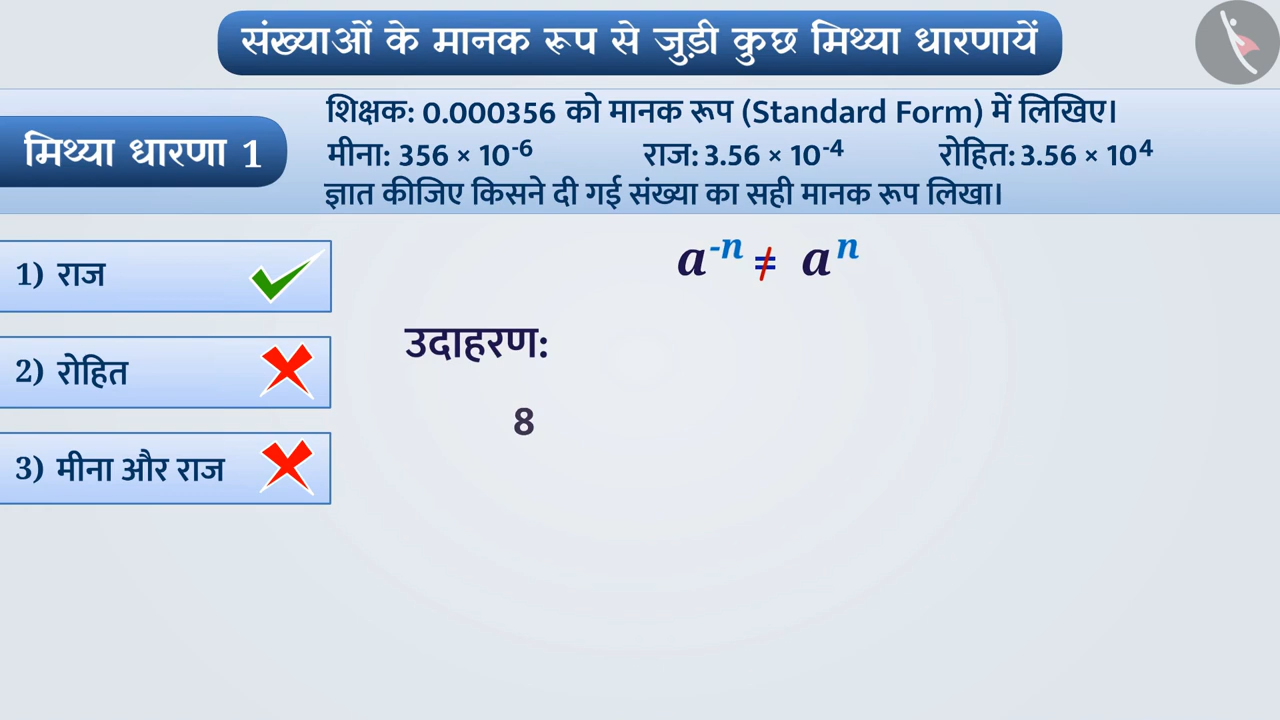 संख्याओं के मानक रूप से जुड़ी कुछ मिथ्या धारणायें
मिथ्या धारणा 1
शिक्षक: 0.000356 को मानक रूप (Standard Form) में लिखिए।
मीना: 356 × 10⁻⁶ राज: 3.56 × 10⁻⁴ रोहित: 3.56 × 10⁴
ज्ञात कीजिए किसने दी गई संख्या का सही मानक रूप लिखा।
1) राज
2) रोहित
3) मीना और राज
a⁻ⁿ ≠ aⁿ
उदाहरण:
8